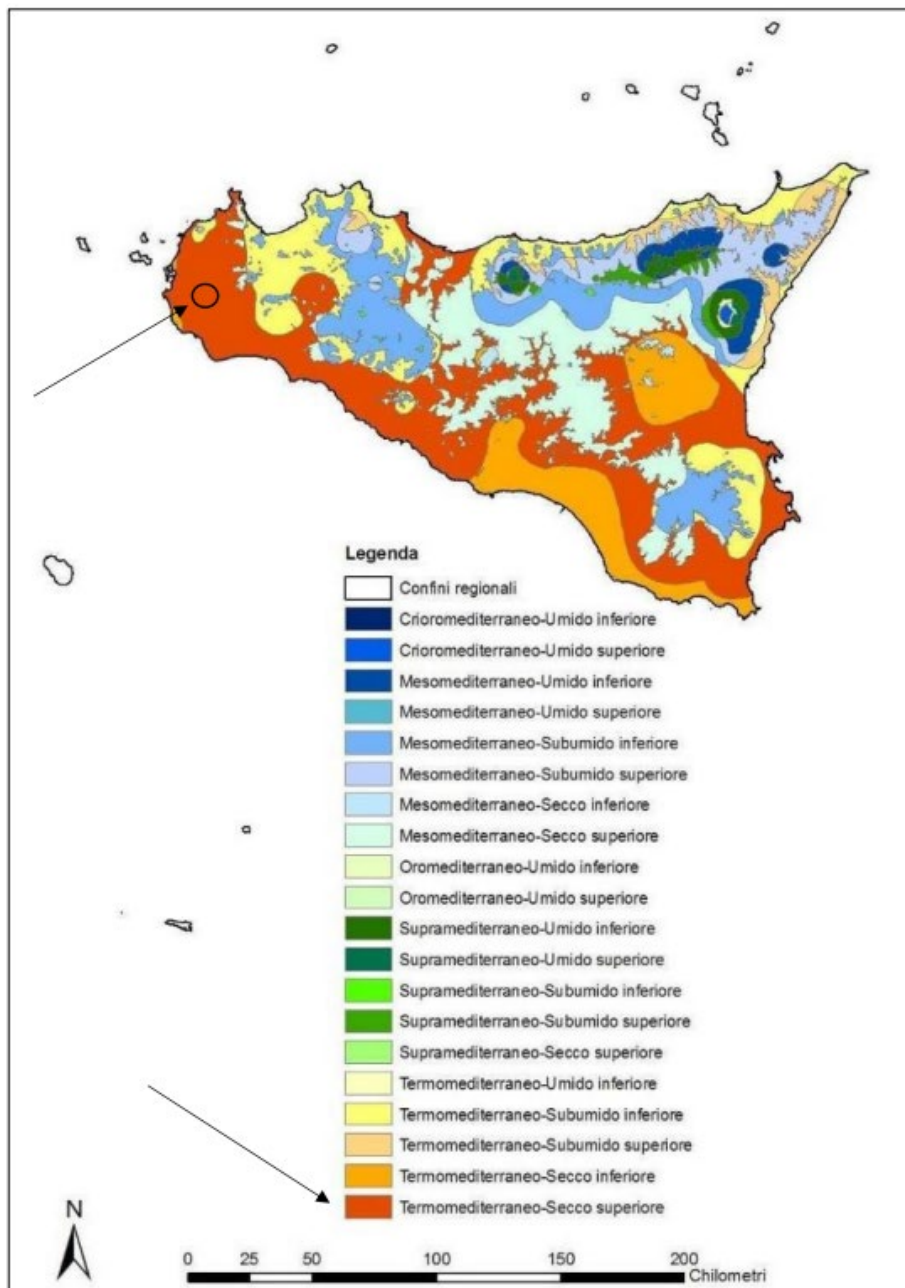 Legenda
Confini regionali
Crioromediterraneo-Umido inferiore
Crioromediterraneo-Umido superiore
Mesomediterraneo-Umido inferiore
Mesomediterraneo-Umido superiore
Mesomediterraneo-Subumido inferiore
Mesomediterraneo-Subumido superiore
Mesomediterraneo-Secco inferiore
Mesomediterraneo-Secco superiore
Oromediterraneo-Umido inferiore
Oromediterraneo-Umido superiore
Supramediterraneo-Umido inferiore
Supramediterraneo-Umido superiore
Supramediterraneo-Subumido inferiore
Supramediterraneo-Subumido superiore
Supramediterraneo-Secco superiore
Termomediterraneo-Umido inferiore
Termomediterraneo-Subumido inferiore
Termomediterraneo-Subumido superiore
Termomediterraneo-Secco inferiore
Termomediterraneo-Secco superiore
N
0 25 50 100 150 200
Chilometri